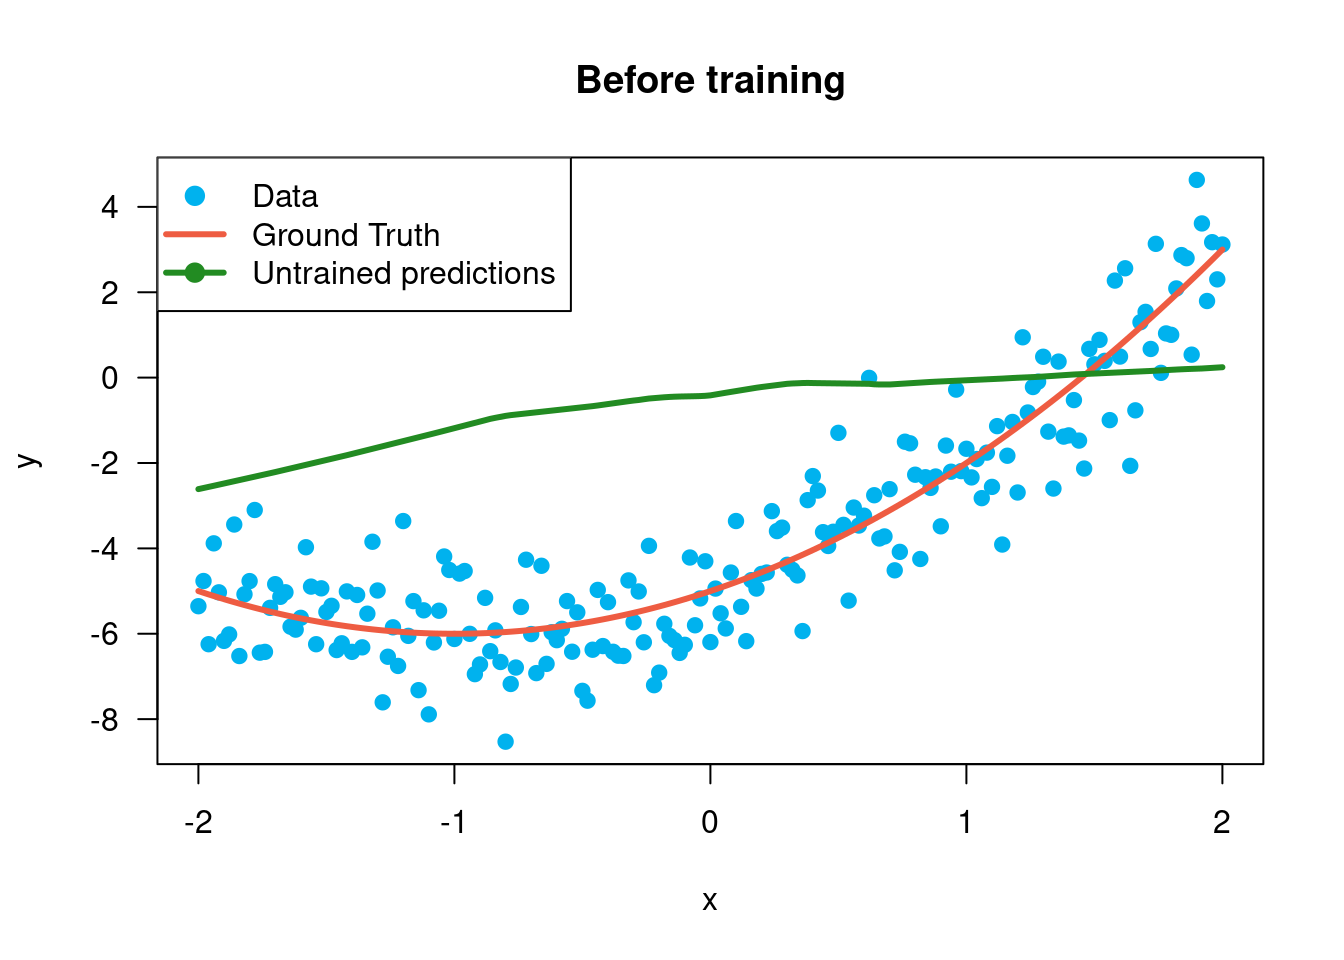 Before training
Data
Ground Truth
Untrained predictions
4
2
0
-2
-4
-6
-8
y
-2 -1 0 1 2
x